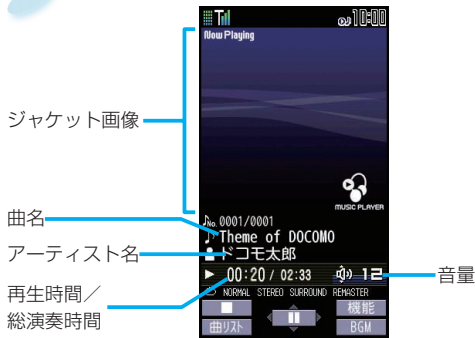 10:00
Now Playing
ジャケット画像
MUSIC PLAYER
No. 0001/0001
曲名
Theme of DOCOMO
アーティスト名
ドコモ太郎
00:20 / 02:33 12
音量
再生時間／
総演奏時間
NORMAL STEREO SURROUND REMASTER
機能
曲リスト
BGM